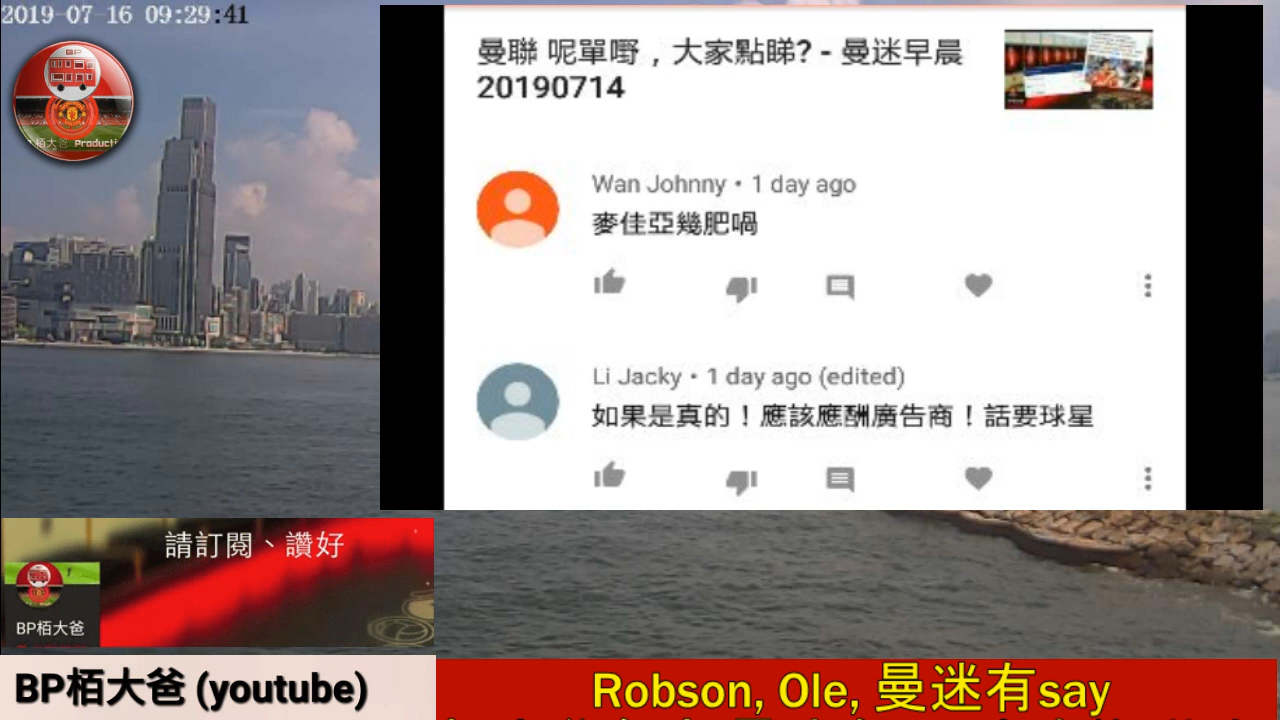 2019-07-16 09:29:41
BP
栢大爸 Producti
曼聯 呢單嘢，大家點睇? - 曼迷早晨
20190714
Wan Johnny • 1 day ago
麥佳亞幾肥喎
Li Jacky • 1 day ago (edited)
如果是真的！應該應酬廣告商！話要球星
請訂閱、讚好
BP栢大爸
BP栢大爸 (youtube)
Robson, Ole, 曼迷有say